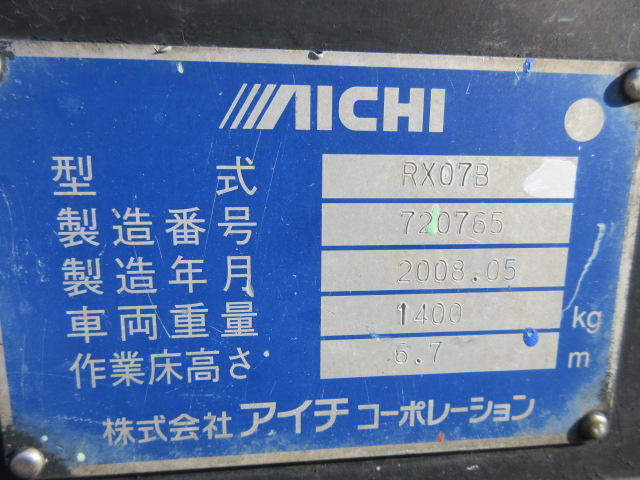 AICHI
型式 RX07B
製造番号 720765
製造年月 2008.05
車両重量 1400 kg
作業床高さ 6.7 m
株式会社 アイチ コーポレーション